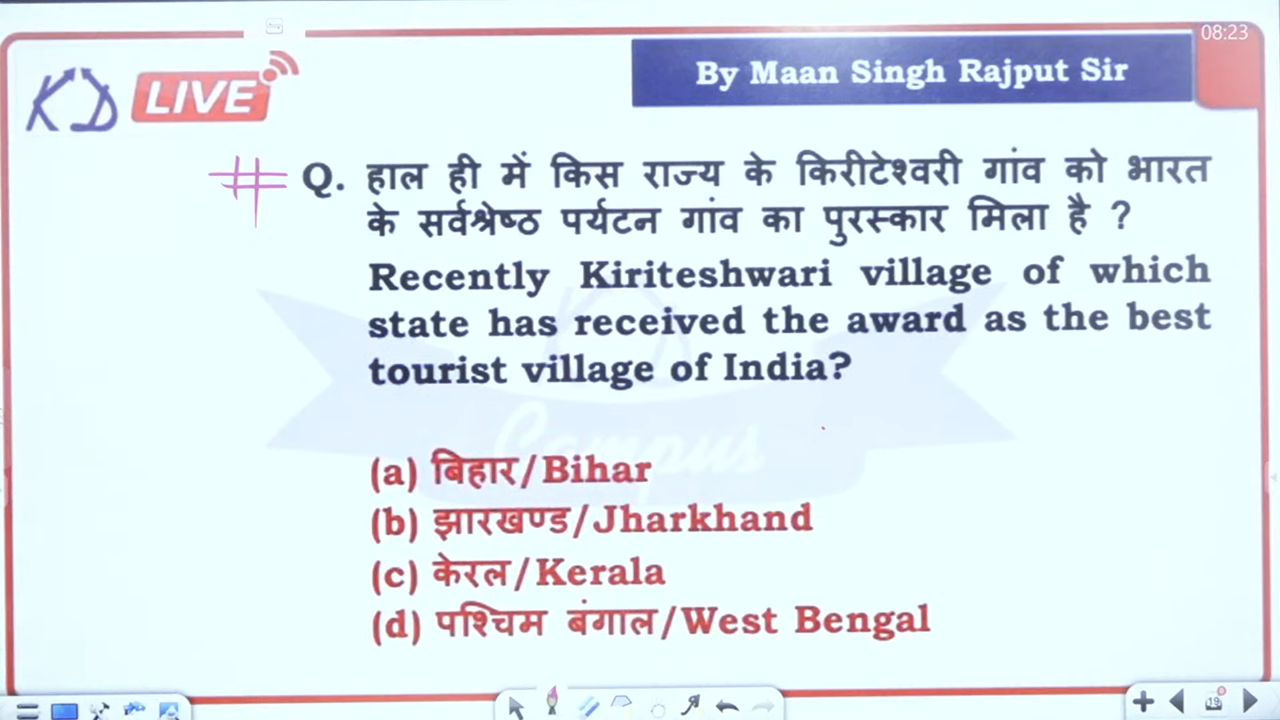 08:23
KD LIVE
By Maan Singh Rajput Sir
Q. हाल ही में किस राज्य के किरीटेश्वरी गांव को भारत
के सर्वश्रेष्ठ पर्यटन गांव का पुरस्कार मिला है ?
Recently Kiriteshwari village of which
state has received the award as the best
tourist village of India?
Campus
(a) बिहार/Bihar
(b) झारखण्ड/Jharkhand
(c) केरल/Kerala
(d) पश्चिम बंगाल/West Bengal
19